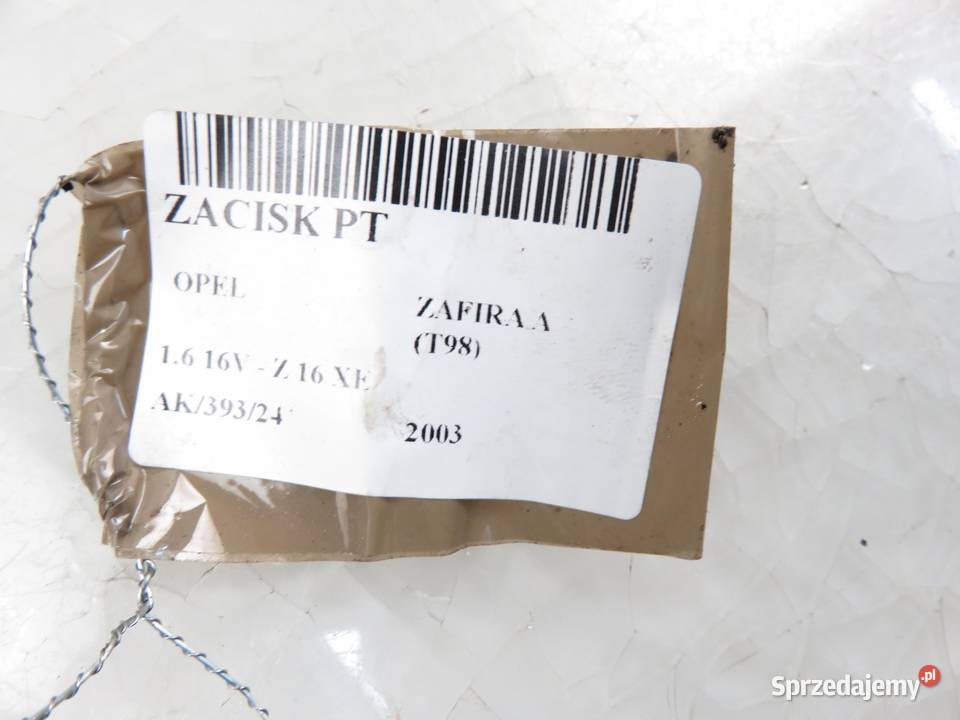 ZACISK PT
OPEL
ZAFIRA A
(T98)
1.6 16V - Z 16 XE
AK/393/24
2003
Sprzedajemy.pl